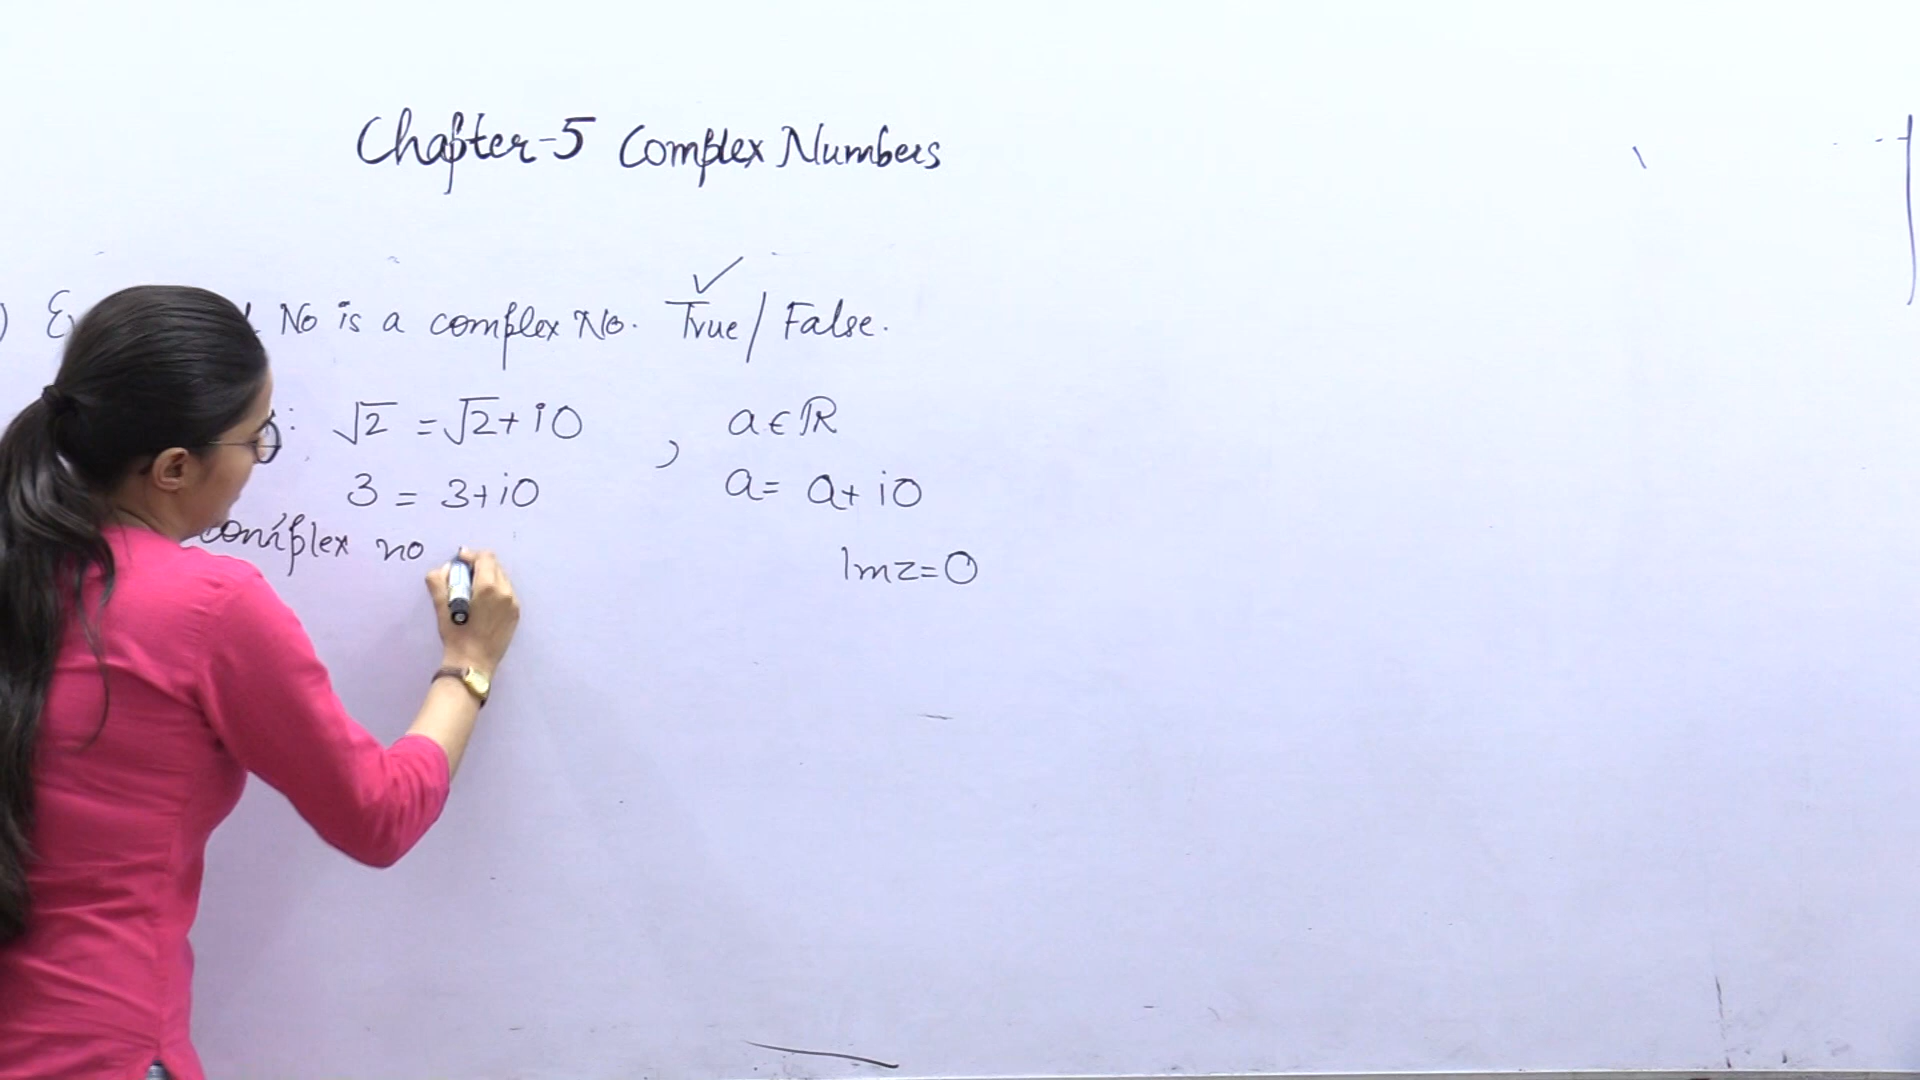 Chapter-5 Complex Numbers
No is a complex No. True / False.
: √2 = √2 + i0 , a ∈ ℝ
3 = 3 + i0 a = a + i0
complex no Imz = 0